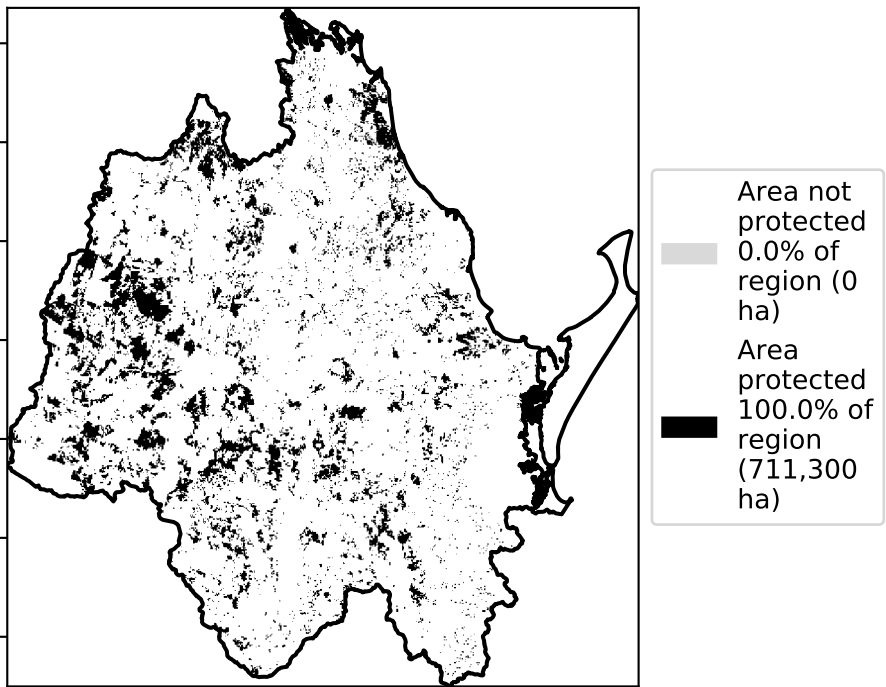 Area not
protected
0.0% of
region (0
ha)
Area
protected
100.0% of
region
(711,300
ha)